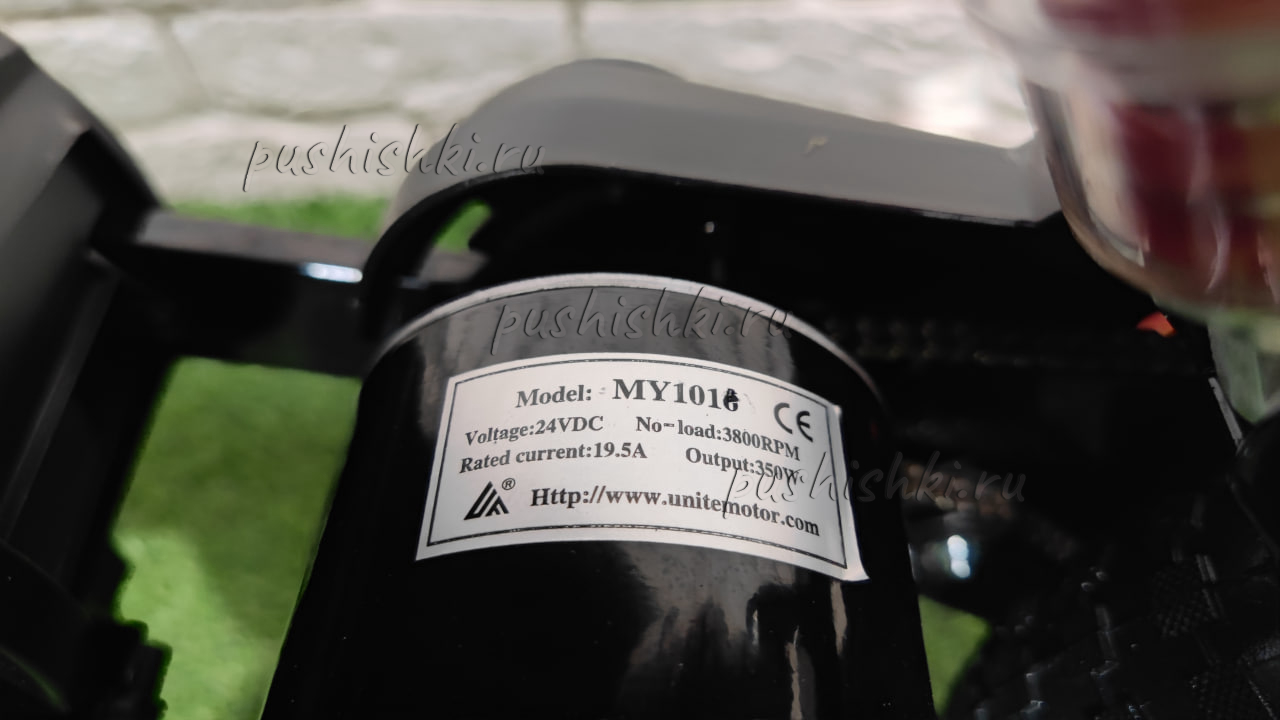 pushishki.ru
pushishki.ru
Model: MY1016
CE
Voltage:24VDC No-load:3800RPM
Rated current:19.5A Output:350W
® Http://www.unitemotor.com
pushishki.ru